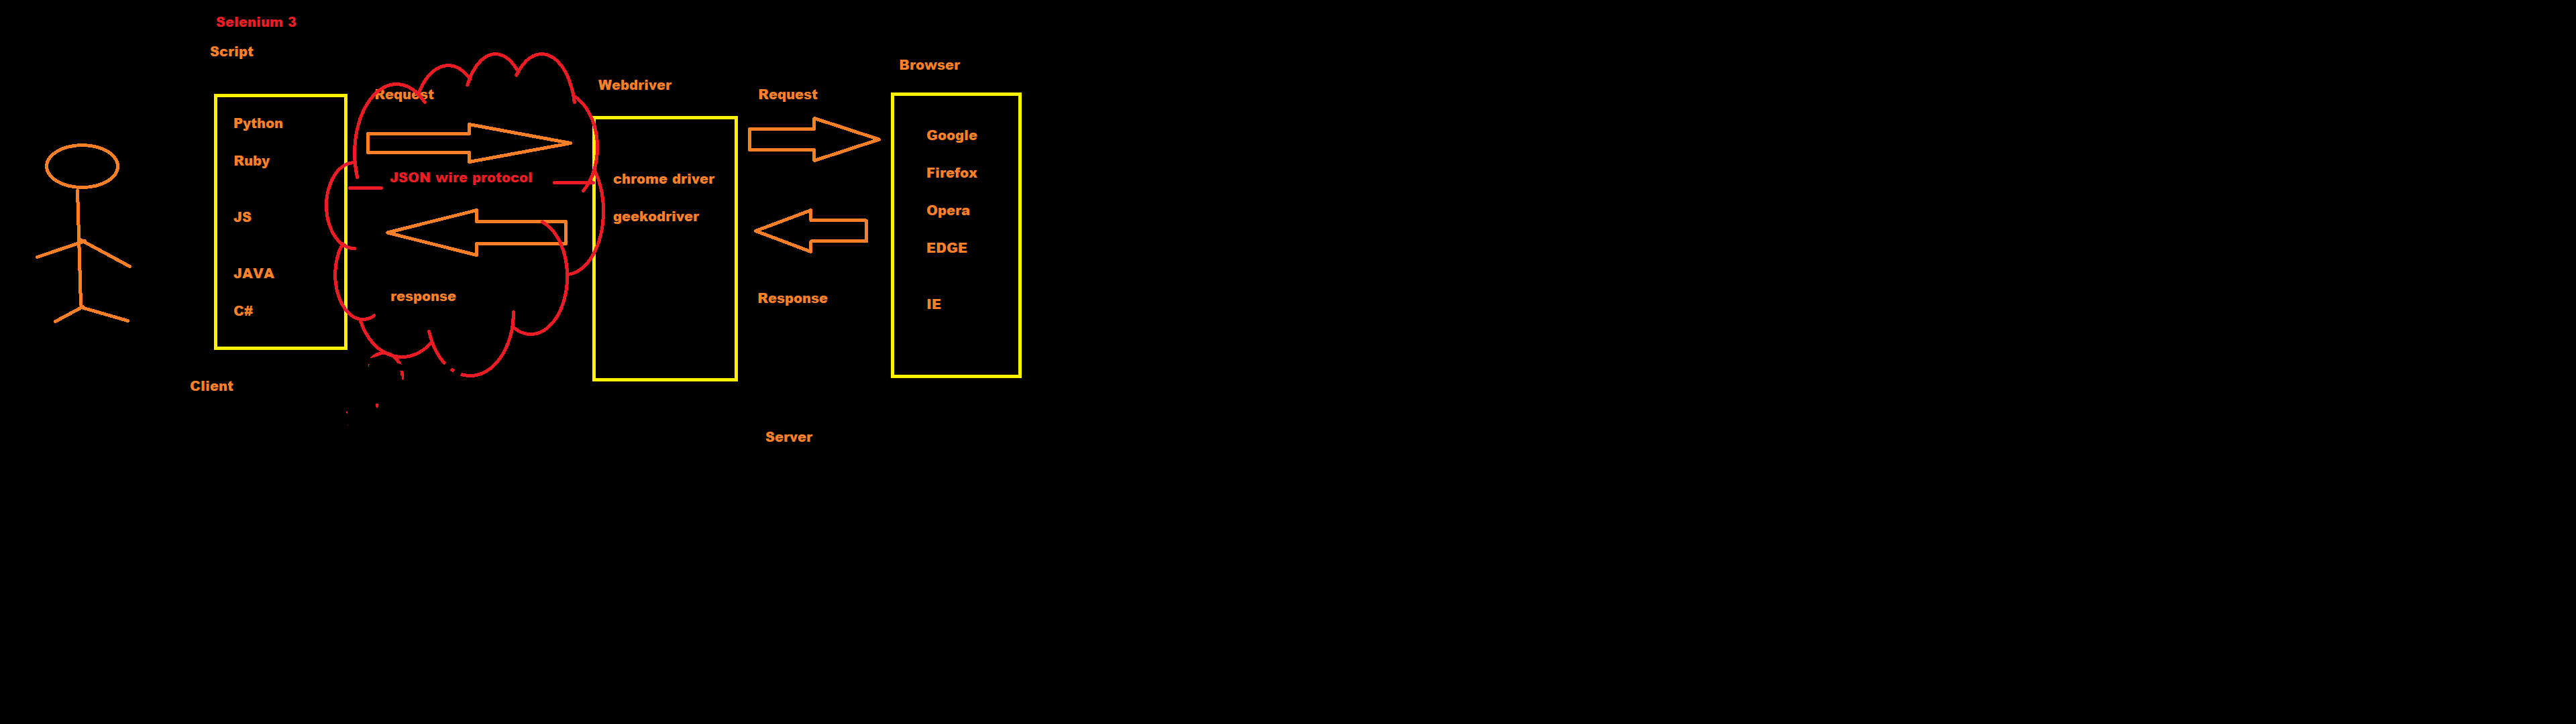 Selenium 3
Script
Python
Ruby
JS
JAVA
C#
Client
Request
JSON wire protocol
response
Webdriver
chrome driver
geekodriver
Request
Response
Server
Browser
Google
Firefox
Opera
EDGE
IE